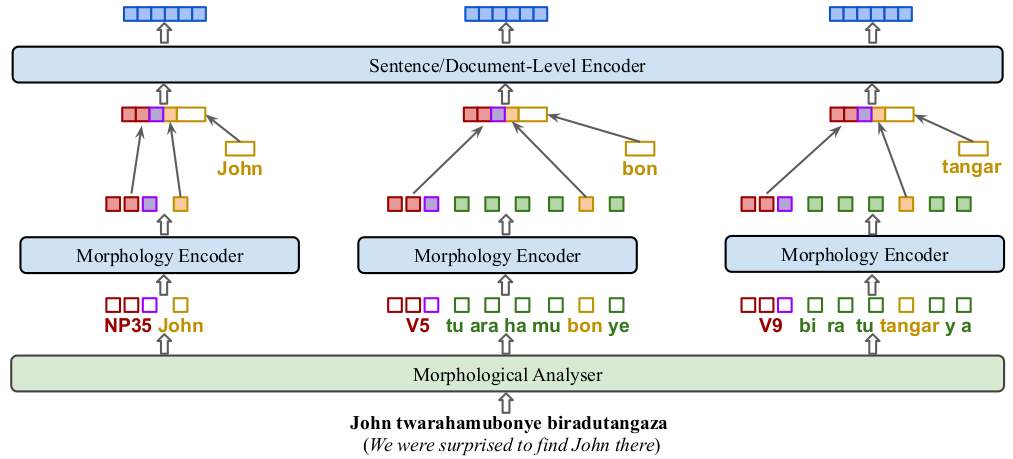 Sentence/Document-Level Encoder
John
bon
tangar
Morphology Encoder
Morphology Encoder
Morphology Encoder
NP35 John
V5 tu ara ha mu bon ye
V9 bi ra tu tangar y a
Morphological Analyser
John twarahamubonye biradutangaza
(We were surprised to find John there)